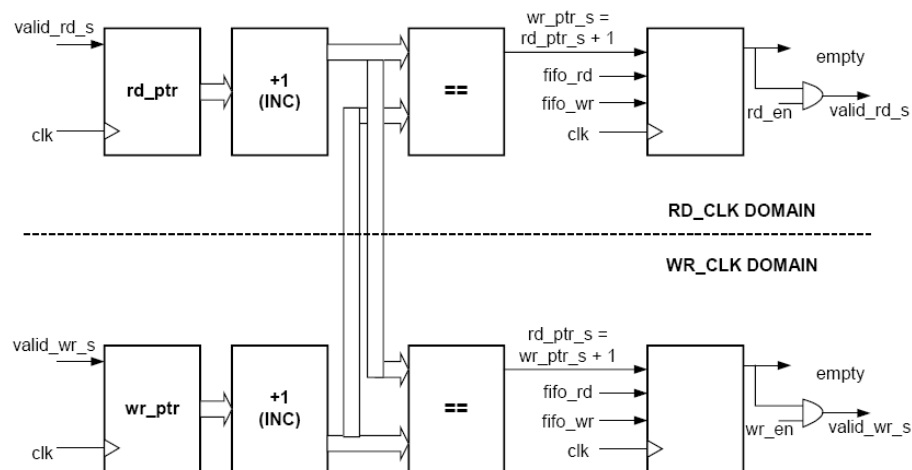 valid_rd_s
rd_ptr
clk
+1
(INC)
==
wr_ptr_s =
rd_ptr_s + 1
fifo_rd
fifo_wr
clk
empty
rd_en
valid_rd_s
RD_CLK DOMAIN
WR_CLK DOMAIN
valid_wr_s
wr_ptr
clk
+1
(INC)
==
rd_ptr_s =
wr_ptr_s + 1
fifo_rd
fifo_wr
clk
empty
wr_en
valid_wr_s